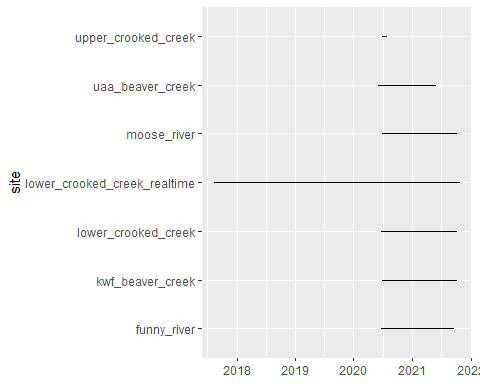 upper_crooked_creek
uaa_beaver_creek
moose_river
site
lower_crooked_creek_realtime
lower_crooked_creek
kwf_beaver_creek
funny_river
2018 2019 2020 2021 2022